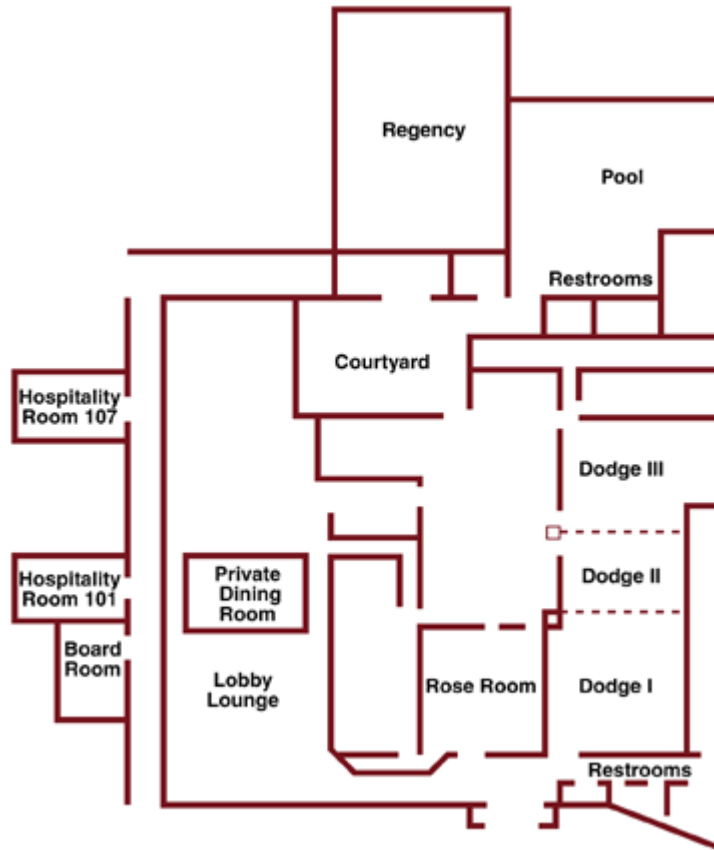 Regency
Pool
Restrooms
Courtyard
Hospitality
Room 107
Dodge III
Hospitality
Room 101
Private
Dining
Room
Dodge II
Board
Room
Lobby
Lounge
Rose Room
Dodge I
Restrooms